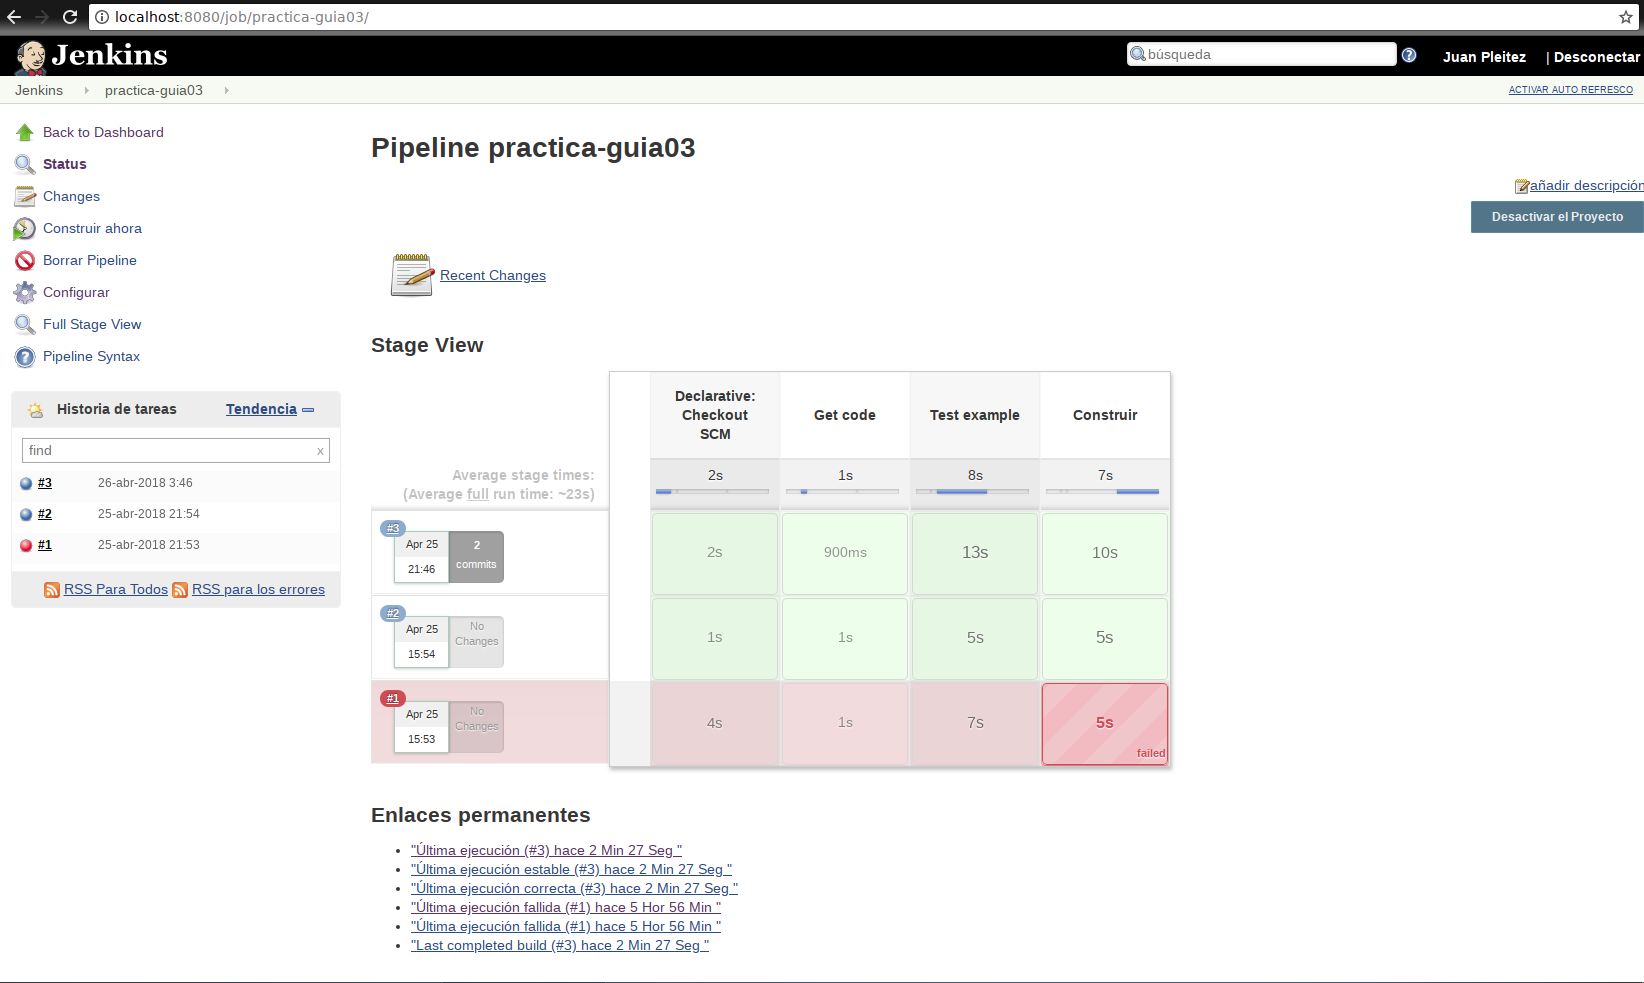 localhost:8080/job/practica-guia03/
Jenkins
búsqueda
Juan Pleitez
| Desconectar
Jenkins
practica-guia03
ACTIVAR AUTO REFRESCO
Back to Dashboard
Status
Changes
Construir ahora
Borrar Pipeline
Configurar
Full Stage View
Pipeline Syntax
Historia de tareas
Tendencia
find
x
#3 26-abr-2018 3:46
#2 25-abr-2018 21:54
#1 25-abr-2018 21:53
RSS Para Todos RSS para los errores
Pipeline practica-guia03
añadir descripción
Desactivar el Proyecto
Recent Changes
Stage View
Declarative:
Checkout
SCM
Get code
Test example
Construir
Average stage times:
(Average full run time: ~23s)
2s
1s
8s
7s
#3
Apr 25
21:46
2
commits
2s
900ms
13s
10s
#2
Apr 25
15:54
No
Changes
1s
1s
5s
5s
#1
Apr 25
15:53
No
Changes
4s
1s
7s
5s
failed
Enlaces permanentes
"Última ejecución (#3) hace 2 Min 27 Seg "
"Última ejecución estable (#3) hace 2 Min 27 Seg "
"Última ejecución correcta (#3) hace 2 Min 27 Seg "
"Última ejecución fallida (#1) hace 5 Hor 56 Min "
"Última ejecución fallida (#1) hace 5 Hor 56 Min "
"Last completed build (#3) hace 2 Min 27 Seg "